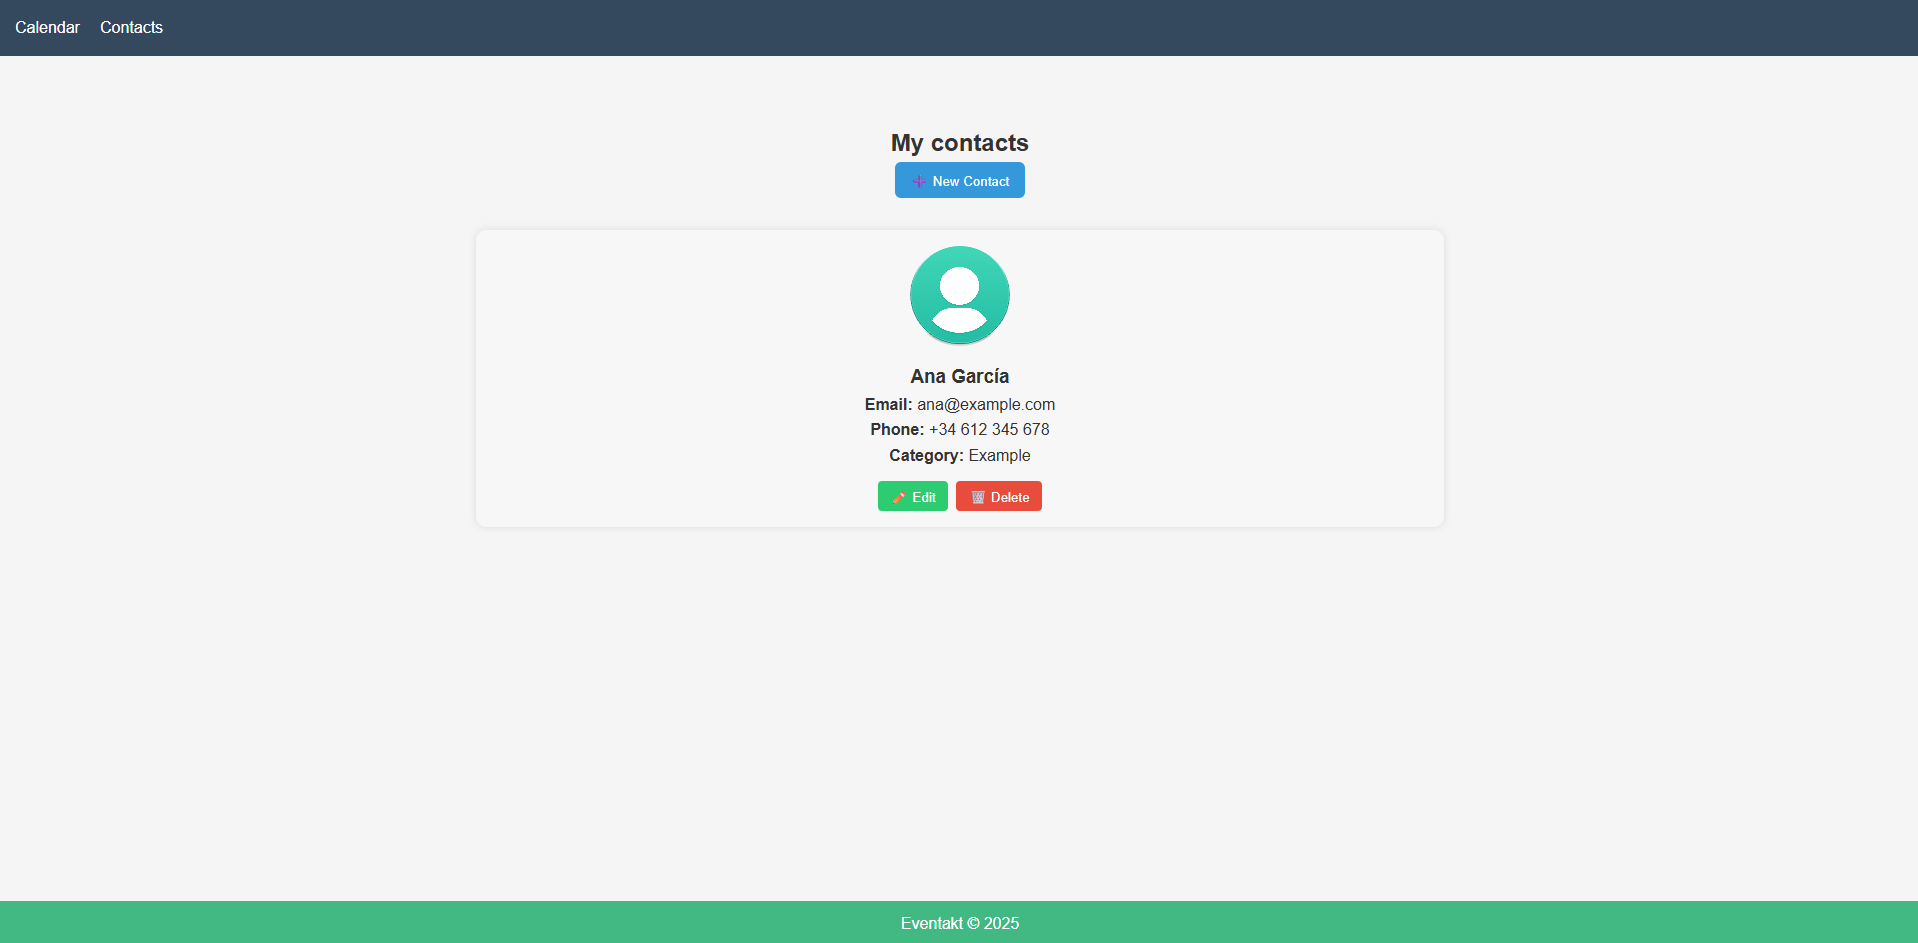 Calendar Contacts
My contacts
➕ New Contact
Ana García
Email: ana@example.com
Phone: +34 612 345 678
Category: Example
Edit Delete
Eventakt © 2025